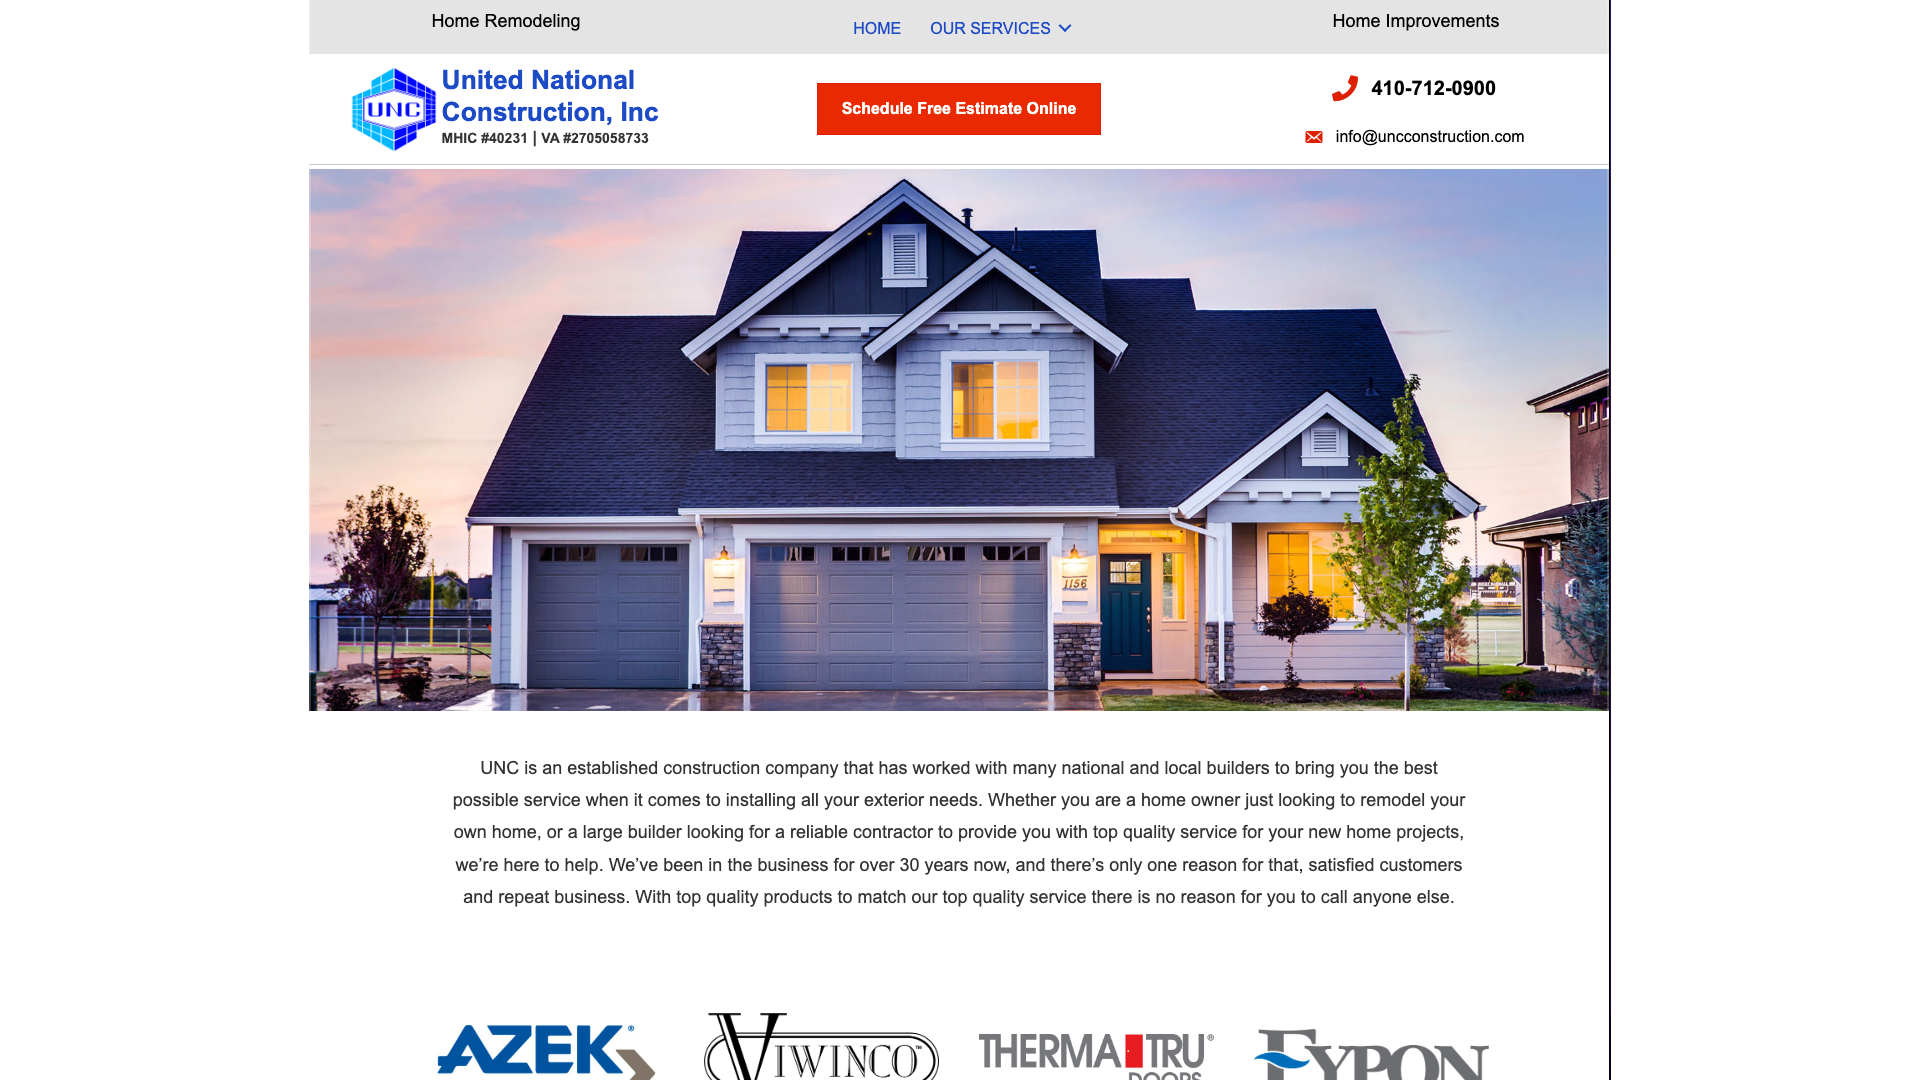 Home Remodeling
HOME
OUR SERVICES
Home Improvements
UNC
United National
Construction, Inc
MHIC #40231 | VA #2705058733
Schedule Free Estimate Online
410-712-0900
info@uncconstruction.com
1156
UNC is an established construction company that has worked with many national and local builders to bring you the best
possible service when it comes to installing all your exterior needs. Whether you are a home owner just looking to remodel your
own home, or a large builder looking for a reliable contractor to provide you with top quality service for your new home projects,
we’re here to help. We’ve been in the business for over 30 years now, and there’s only one reason for that, satisfied customers
and repeat business. With top quality products to match our top quality service there is no reason for you to call anyone else.
AZEK®
VIWINCO™
THERMA TRU®
DOORS
FYPON